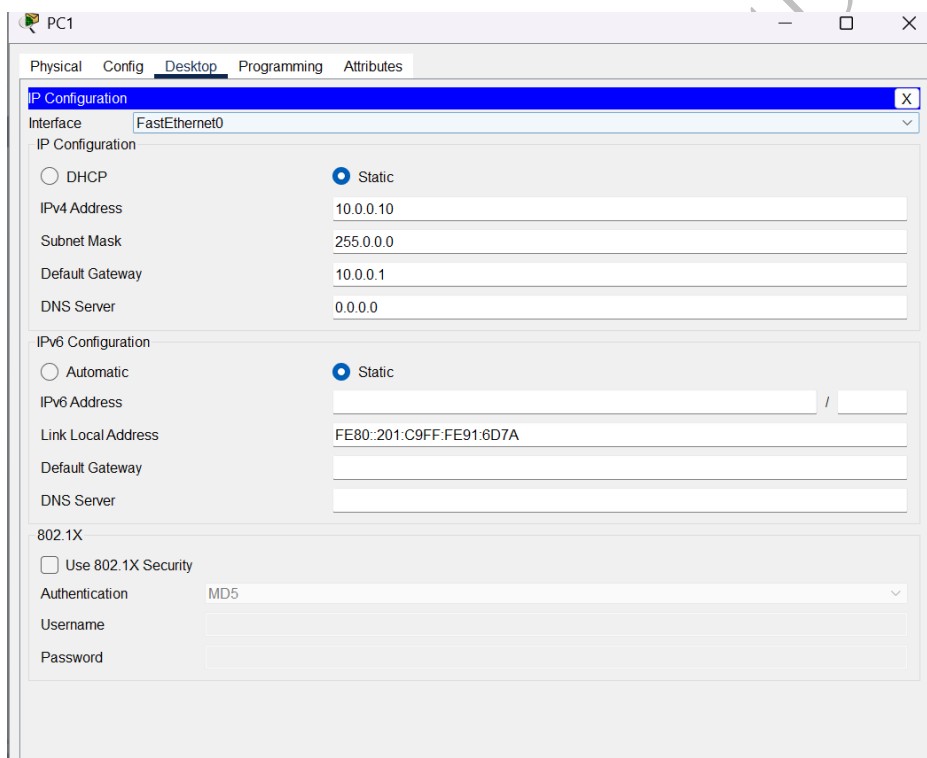 PC1
Physical Config Desktop Programming Attributes
IP Configuration X
Interface FastEthernet0
IP Configuration
DHCP Static
IPv4 Address 10.0.0.10
Subnet Mask 255.0.0.0
Default Gateway 10.0.0.1
DNS Server 0.0.0.0
IPv6 Configuration
Automatic Static
IPv6 Address /
Link Local Address FE80::201:C9FF:FE91:6D7A
Default Gateway
DNS Server
802.1X
Use 802.1X Security
Authentication MD5
Username
Password